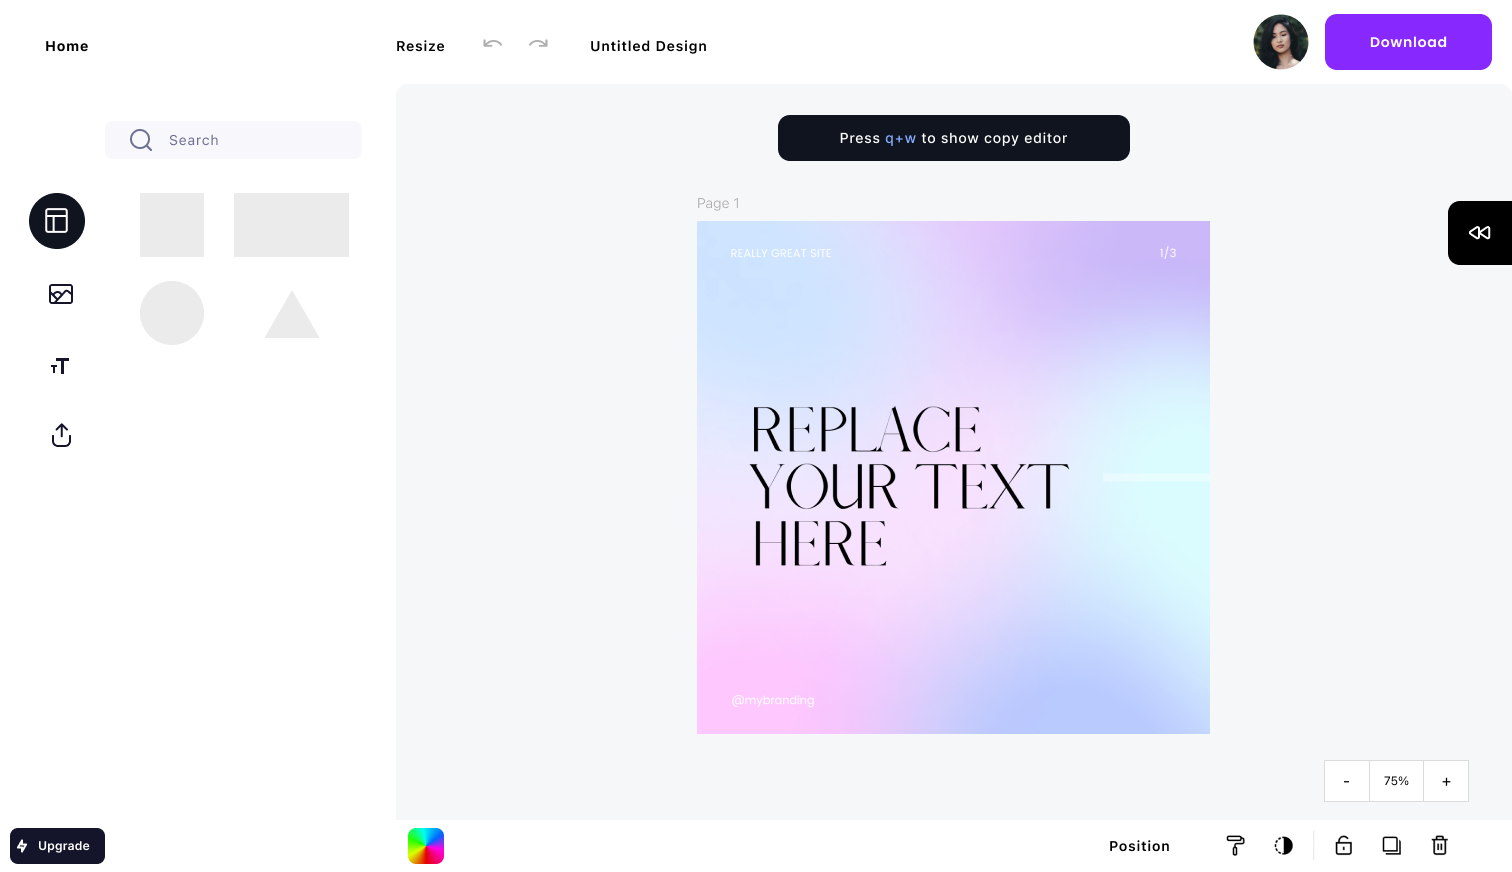 Home
Resize
Untitled Design
Download
Search
Press q+w to show copy editor
Page 1
REALLY GREAT SITE
1/3
REPLACE
YOUR TEXT
HERE
@mybranding
- 75% +
Upgrade
Position